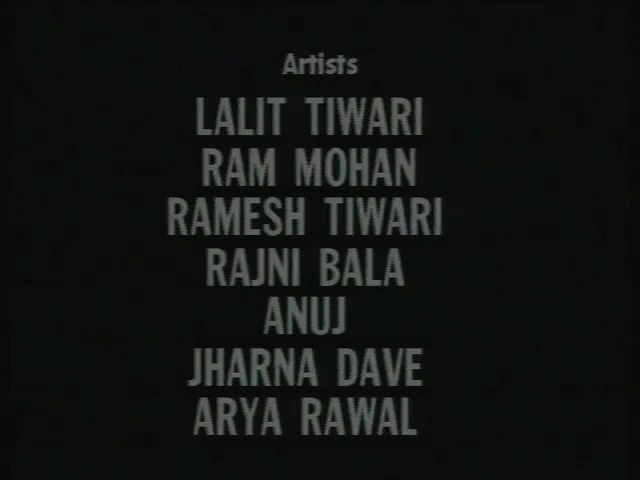 Artists
LALIT TIWARI
RAM MOHAN
RAMESH TIWARI
RAJNI BALA
ANUJ
JHARNA DAVE
ARYA RAWAL